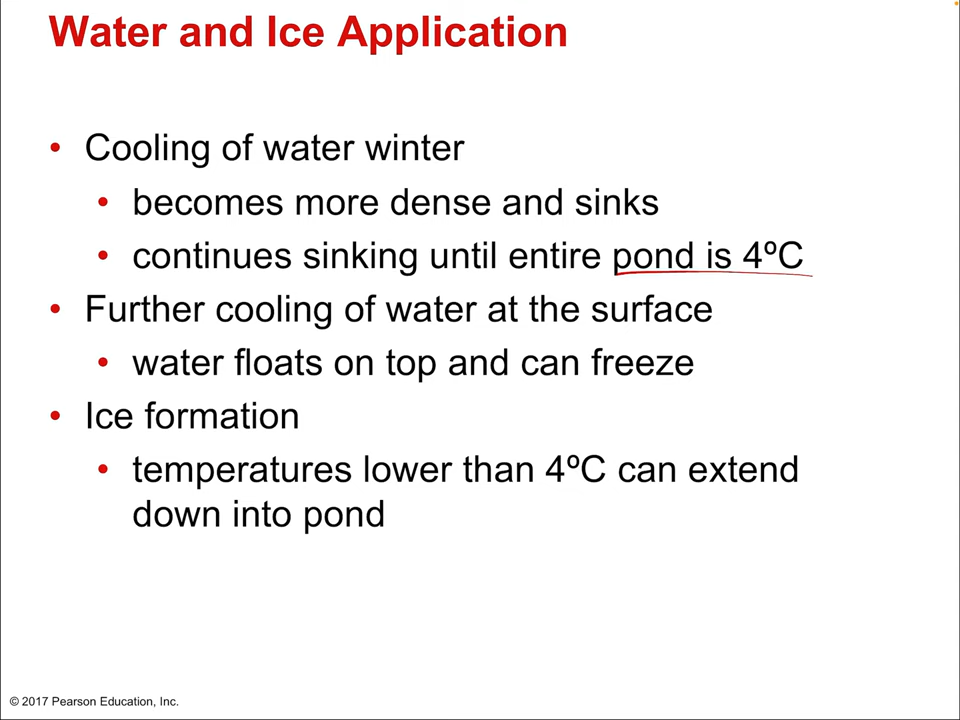 Water and Ice Application
• Cooling of water winter
• becomes more dense and sinks
• continues sinking until entire pond is 4ºC
• Further cooling of water at the surface
• water floats on top and can freeze
• Ice formation
• temperatures lower than 4ºC can extend
down into pond
© 2017 Pearson Education, Inc.